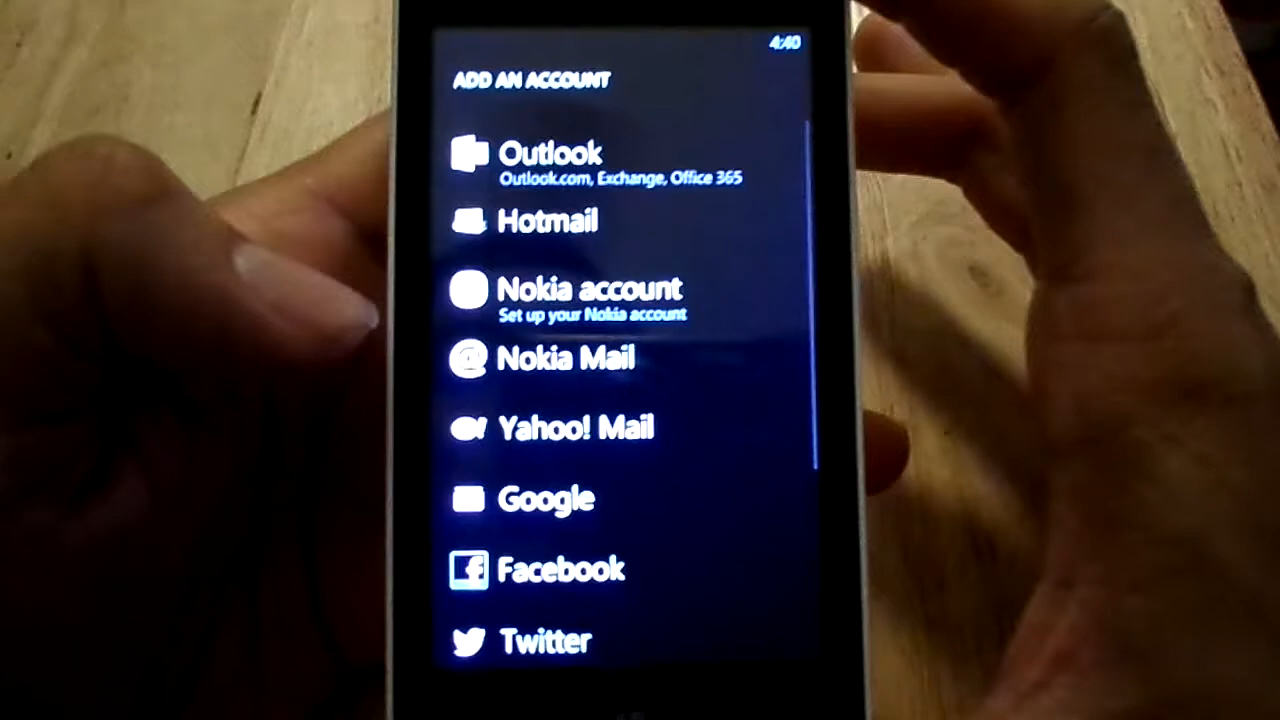 4:40
ADD AN ACCOUNT
Outlook
Outlook.com, Exchange, Office 365
Hotmail
Nokia account
Set up your Nokia account
@ Nokia Mail
Yahoo! Mail
Google
f Facebook
Twitter